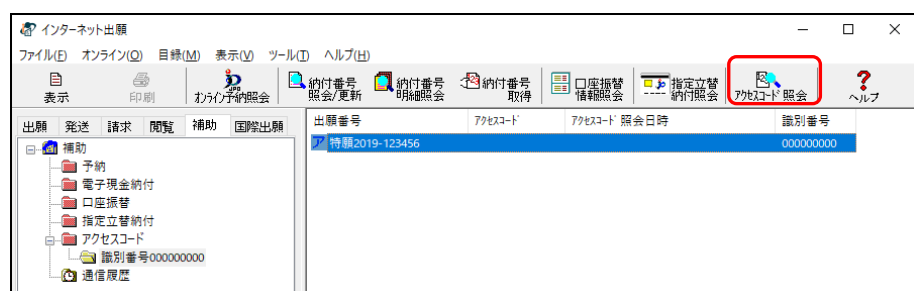 インターネット出願
ファイル(F) オンライン(O) 目録(M) 表示(V) ツール(T) ヘルプ(H)
表示 印刷 オンライン予納照会 納付番号照会/更新 納付番号明細照会 納付番号取得 口座振替情報照会 指定立替納付照会 アクセスコード照会 ヘルプ
出願 発送 請求 閲覧 補助 国際出願
出願番号 アクセスコード アクセスコード照会日時 識別番号
ア 特願2019-123456 000000000
補助
予納
電子現金納付
口座振替
指定立替納付
アクセスコード
識別番号000000000
通信履歴